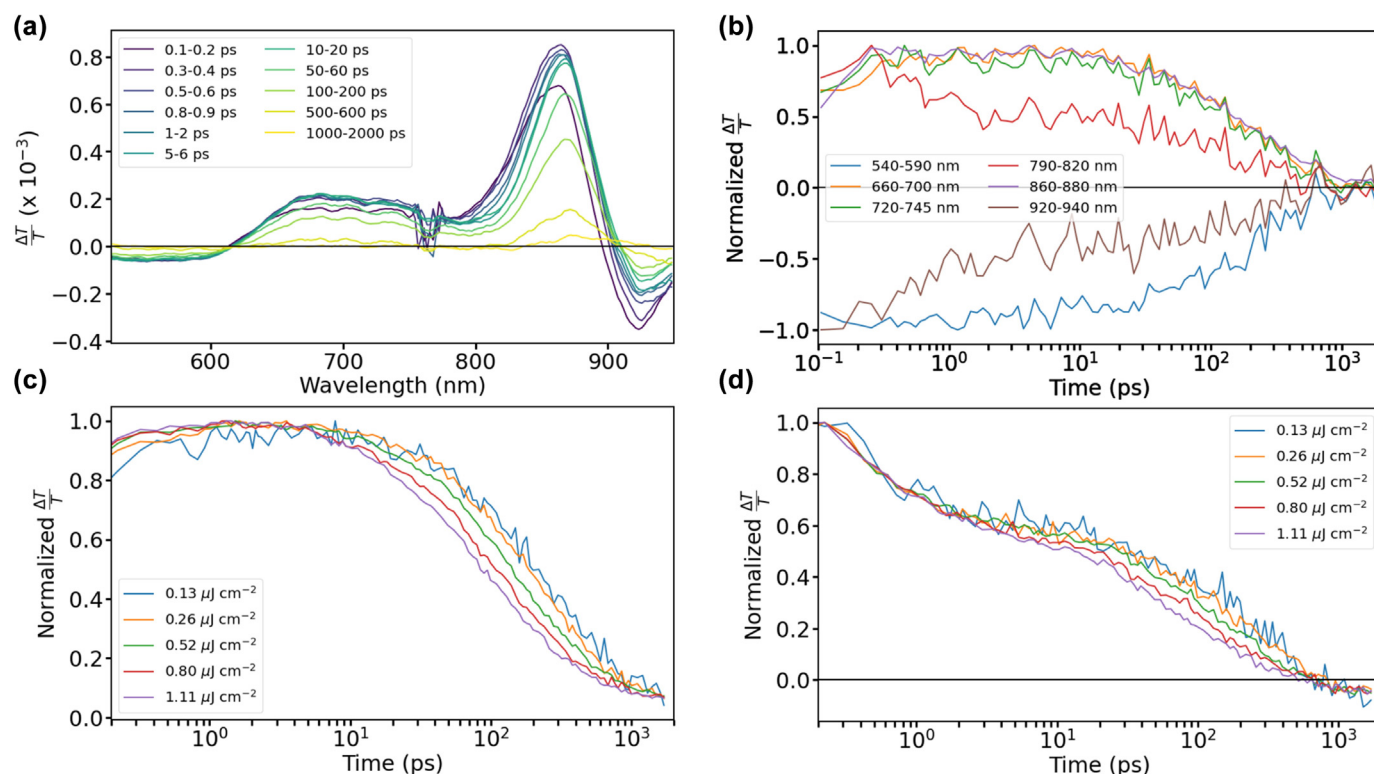 (a)
0.1-0.2 ps
0.3-0.4 ps
0.5-0.6 ps
0.8-0.9 ps
1-2 ps
5-6 ps
10-20 ps
50-60 ps
100-200 ps
500-600 ps
1000-2000 ps
0.8
0.6
0.4
0.2
0.0
−0.2
−0.4
ΔT/T (x 10⁻³)
600
700
800
900
Wavelength (nm)
(b)
1.0
0.5
0.0
−0.5
−1.0
Normalized ΔT/T
540-590 nm
660-700 nm
720-745 nm
790-820 nm
860-880 nm
920-940 nm
10⁻¹
10⁰
10¹
10²
10³
Time (ps)
(c)
1.0
0.8
0.6
0.4
0.2
0.0
Normalized ΔT/T
0.13 μJ cm⁻²
0.26 μJ cm⁻²
0.52 μJ cm⁻²
0.80 μJ cm⁻²
1.11 μJ cm⁻²
10⁰
10¹
10²
10³
Time (ps)
(d)
1.0
0.8
0.6
0.4
0.2
0.0
Normalized ΔT/T
0.13 μJ cm⁻²
0.26 μJ cm⁻²
0.52 μJ cm⁻²
0.80 μJ cm⁻²
1.11 μJ cm⁻²
10⁰
10¹
10²
10³
Time (ps)